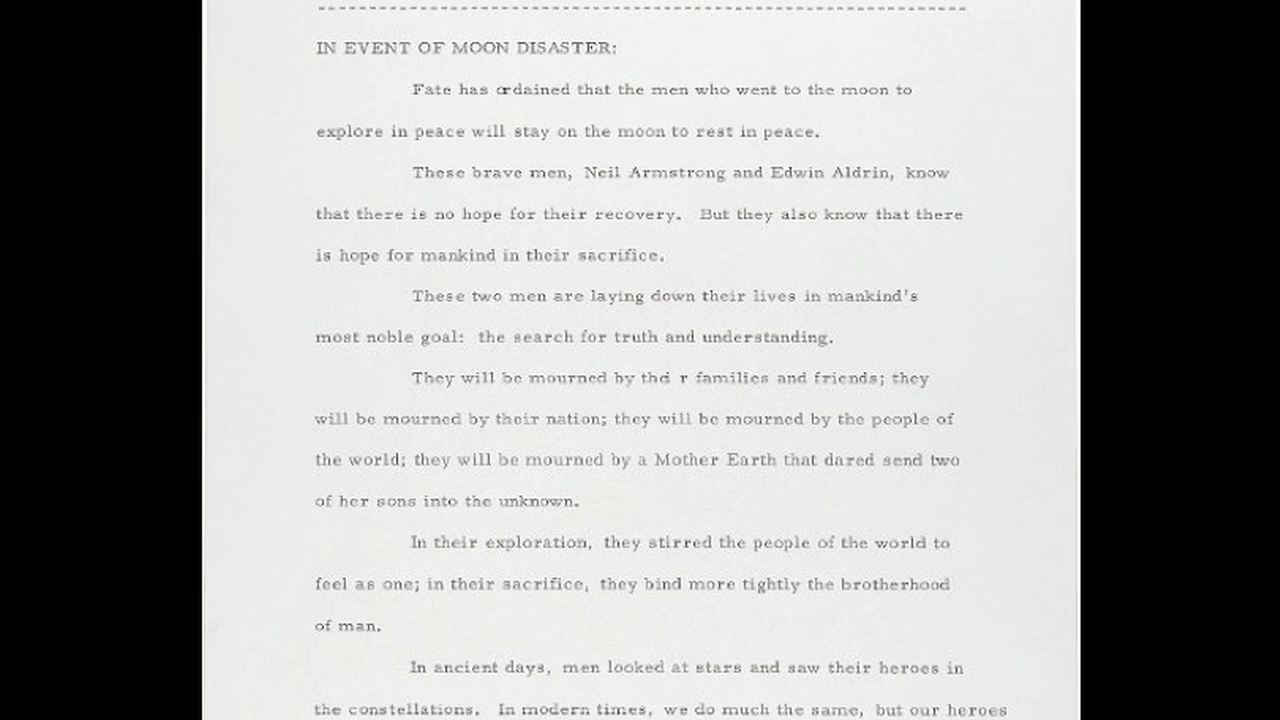 IN EVENT OF MOON DISASTER:
Fate has ordained that the men who went to the moon to
explore in peace will stay on the moon to rest in peace.
These brave men, Neil Armstrong and Edwin Aldrin, know
that there is no hope for their recovery. But they also know that there
is hope for mankind in their sacrifice.
These two men are laying down their lives in mankind's
most noble goal: the search for truth and understanding.
They will be mourned by thei r families and friends; they
will be mourned by their nation; they will be mourned by the people of
the world; they will be mourned by a Mother Earth that dared send two
of her sons into the unknown.
In their exploration, they stirred the people of the world to
feel as one; in their sacrifice, they bind more tightly the brotherhood
of man.
In ancient days, men looked at stars and saw their heroes in
the constellations. In modern times, we do much the same, but our heroes